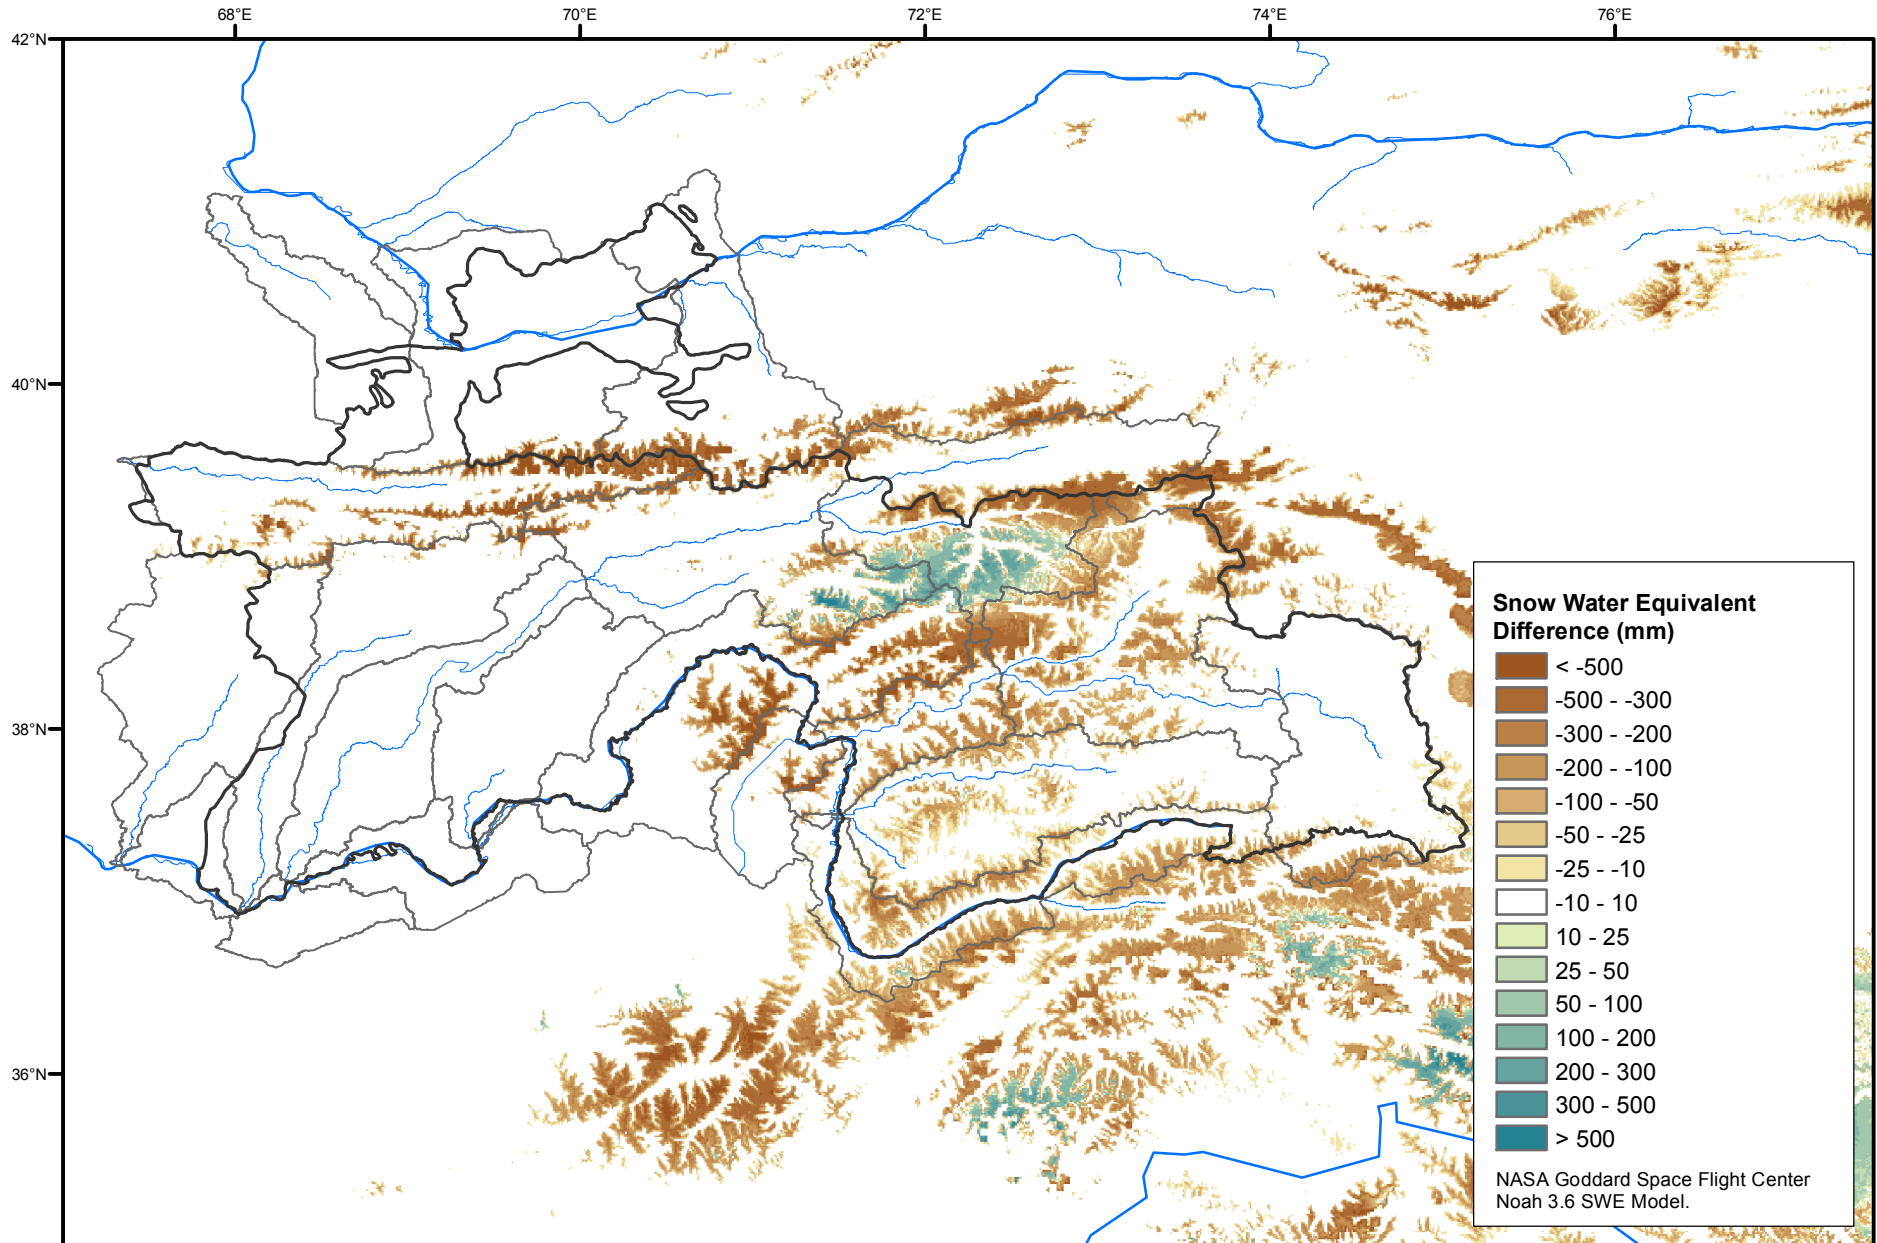 68°E
70°E
72°E
74°E
76°E
42°N
40°N
38°N
36°N
Snow Water Equivalent
Difference (mm)
< -500
-500 - -300
-300 - -200
-200 - -100
-100 - -50
-50 - -25
-25 - -10
-10 - 10
10 - 25
25 - 50
50 - 100
100 - 200
200 - 300
300 - 500
> 500
NASA Goddard Space Flight Center
Noah 3.6 SWE Model.